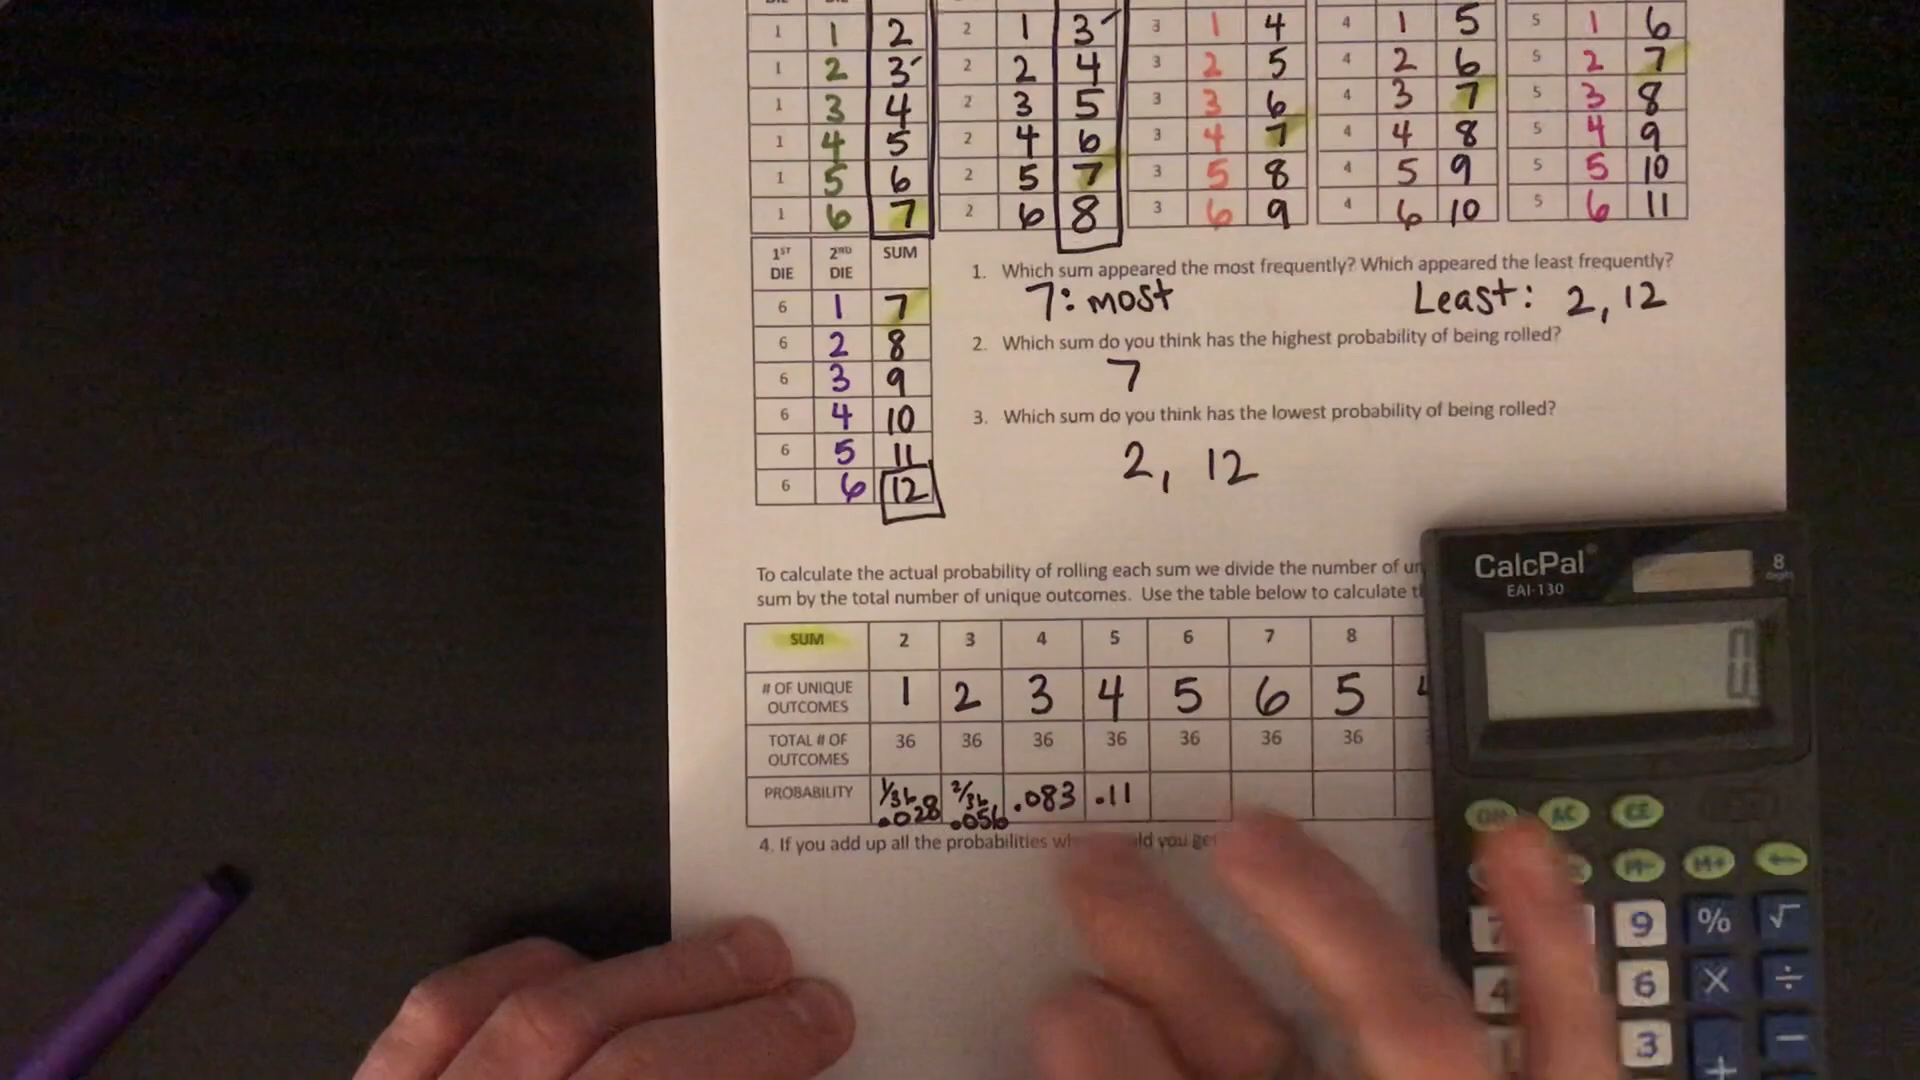 1 1 2 2 1 3 3 1 4 4 1 5 5 1 6
1 2 3 2 2 4 3 2 5 4 2 6 5 2 7
1 3 4 2 3 5 3 3 6 4 3 7 5 3 8
1 4 5 2 4 6 3 4 7 4 4 8 5 4 9
1 5 6 2 5 7 3 5 8 4 5 9 5 5 10
1 6 7 2 6 8 3 6 9 4 6 10 5 6 11
1ST DIE 2ND DIE SUM
6 1 7
6 2 8
6 3 9
6 4 10
6 5 11
6 6 12
1. Which sum appeared the most frequently? Which appeared the least frequently?
7: most Least: 2, 12
2. Which sum do you think has the highest probability of being rolled?
7
3. Which sum do you think has the lowest probability of being rolled?
2, 12
To calculate the actual probability of rolling each sum we divide the number of
sum by the total number of unique outcomes. Use the table below to calculate
SUM 2 3 4 5 6 7 8
# OF UNIQUE OUTCOMES 1 2 3 4 5 6 5
TOTAL # OF OUTCOMES 36 36 36 36 36 36 36
PROBABILITY 1/36 .028 2/36 .056 .083 .11
4. If you add up all the probabilities you
CalcPal
EAI-130
8
0
AC CE
M- M+
9 % √
4 6 X ÷
3 + −